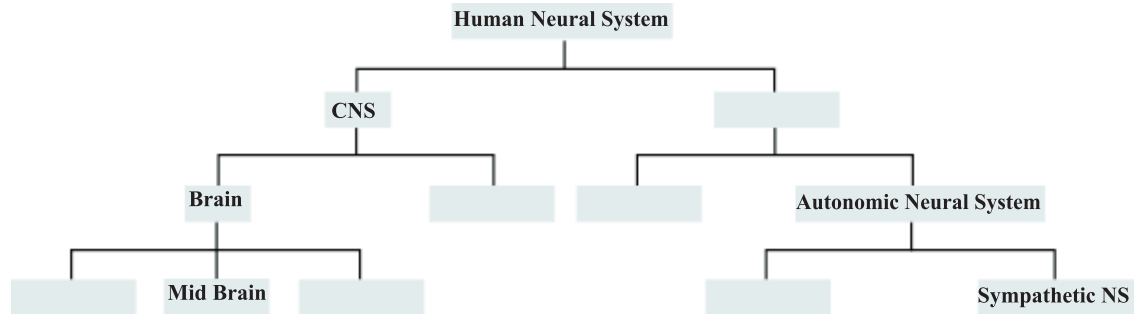 Human Neural System
CNS
Brain
Autonomic Neural System
Mid Brain
Sympathetic NS